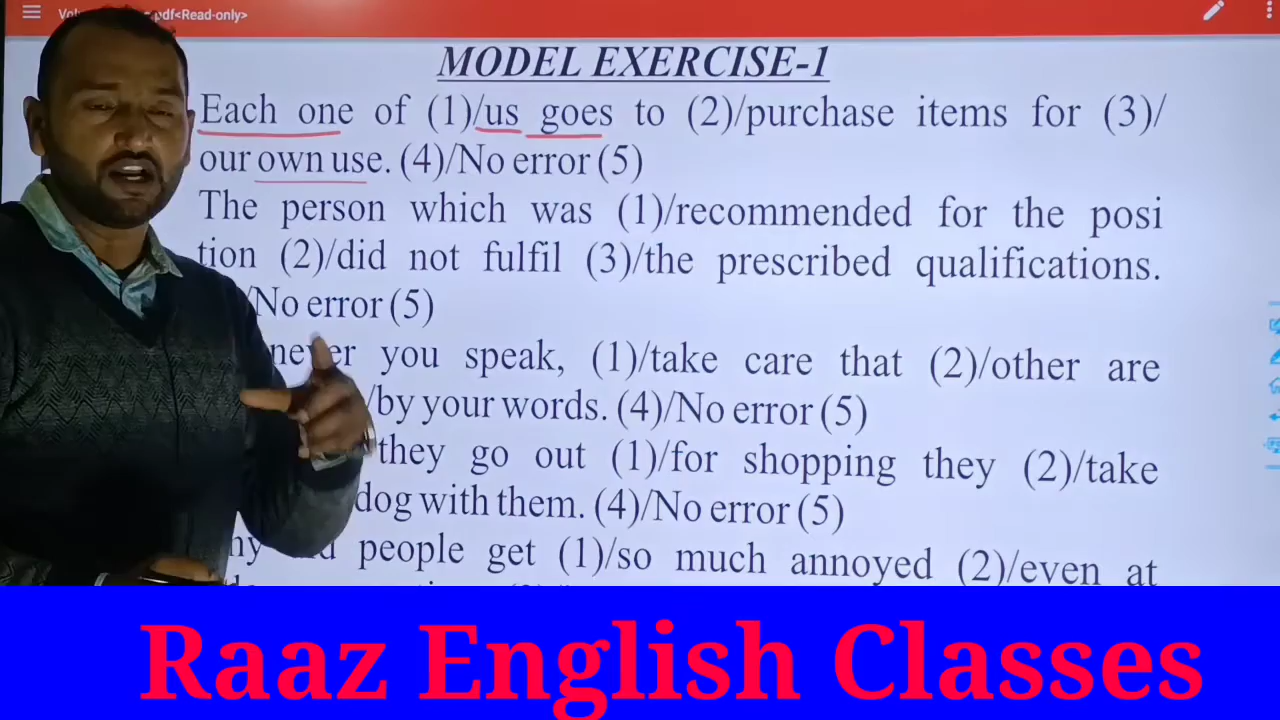 pdf<Read-only>
MODEL EXERCISE-1
Each one of (1)/us goes to (2)/purchase items for (3)/
our own use. (4)/No error (5)
The person which was (1)/recommended for the posi
tion (2)/did not fulfil (3)/the prescribed qualifications.
/No error (5)
you speak, (1)/take care that (2)/other are
/by your words. (4)/No error (5)
they go out (1)/for shopping they (2)/take
dog with them. (4)/No error (5)
people get (1)/so much annoyed (2)/even at
Raaz English Classes